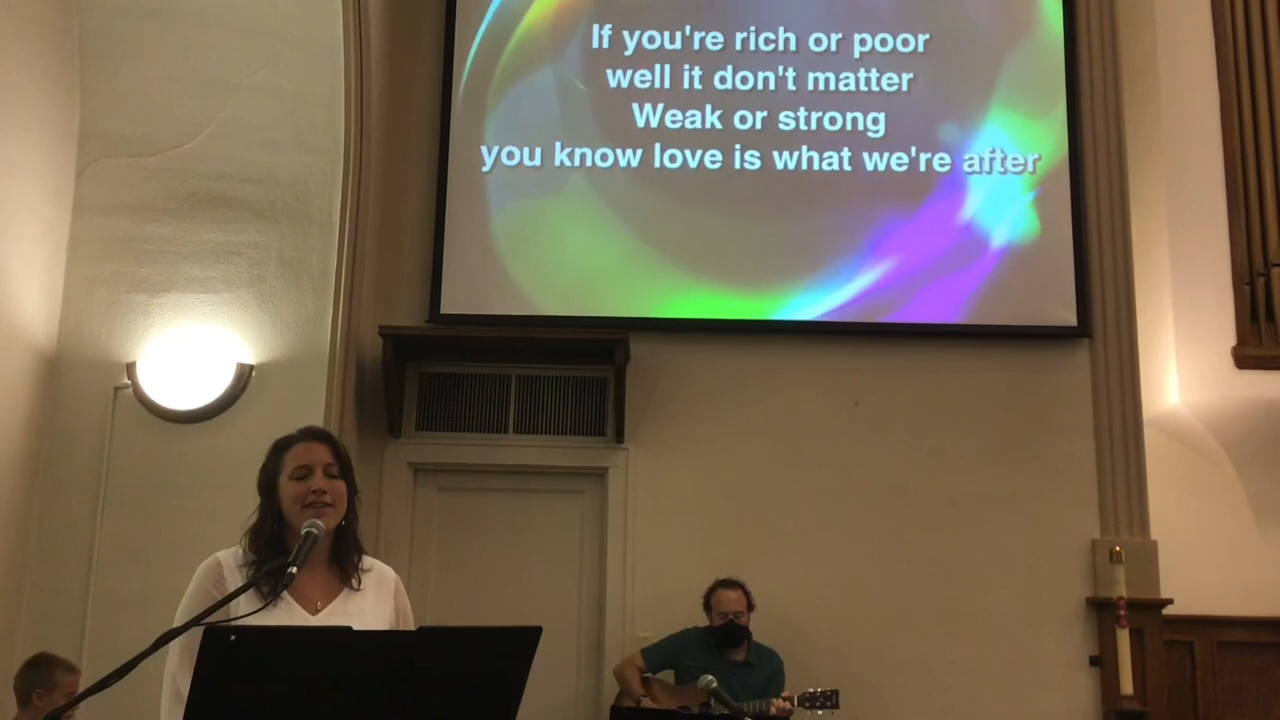 If you're rich or poor
well it don't matter
Weak or strong
you know love is what we're after